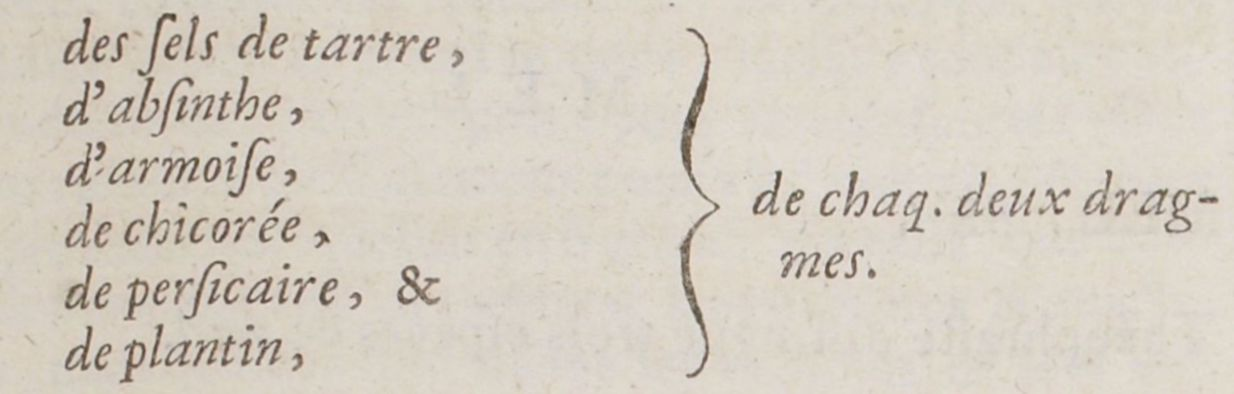 des ſels de tartre,
d'abſinthe,
d'armoiſe,
de chicorée,
de perſicaire, &
de plantin,
de chaq. deux drag-
mes.